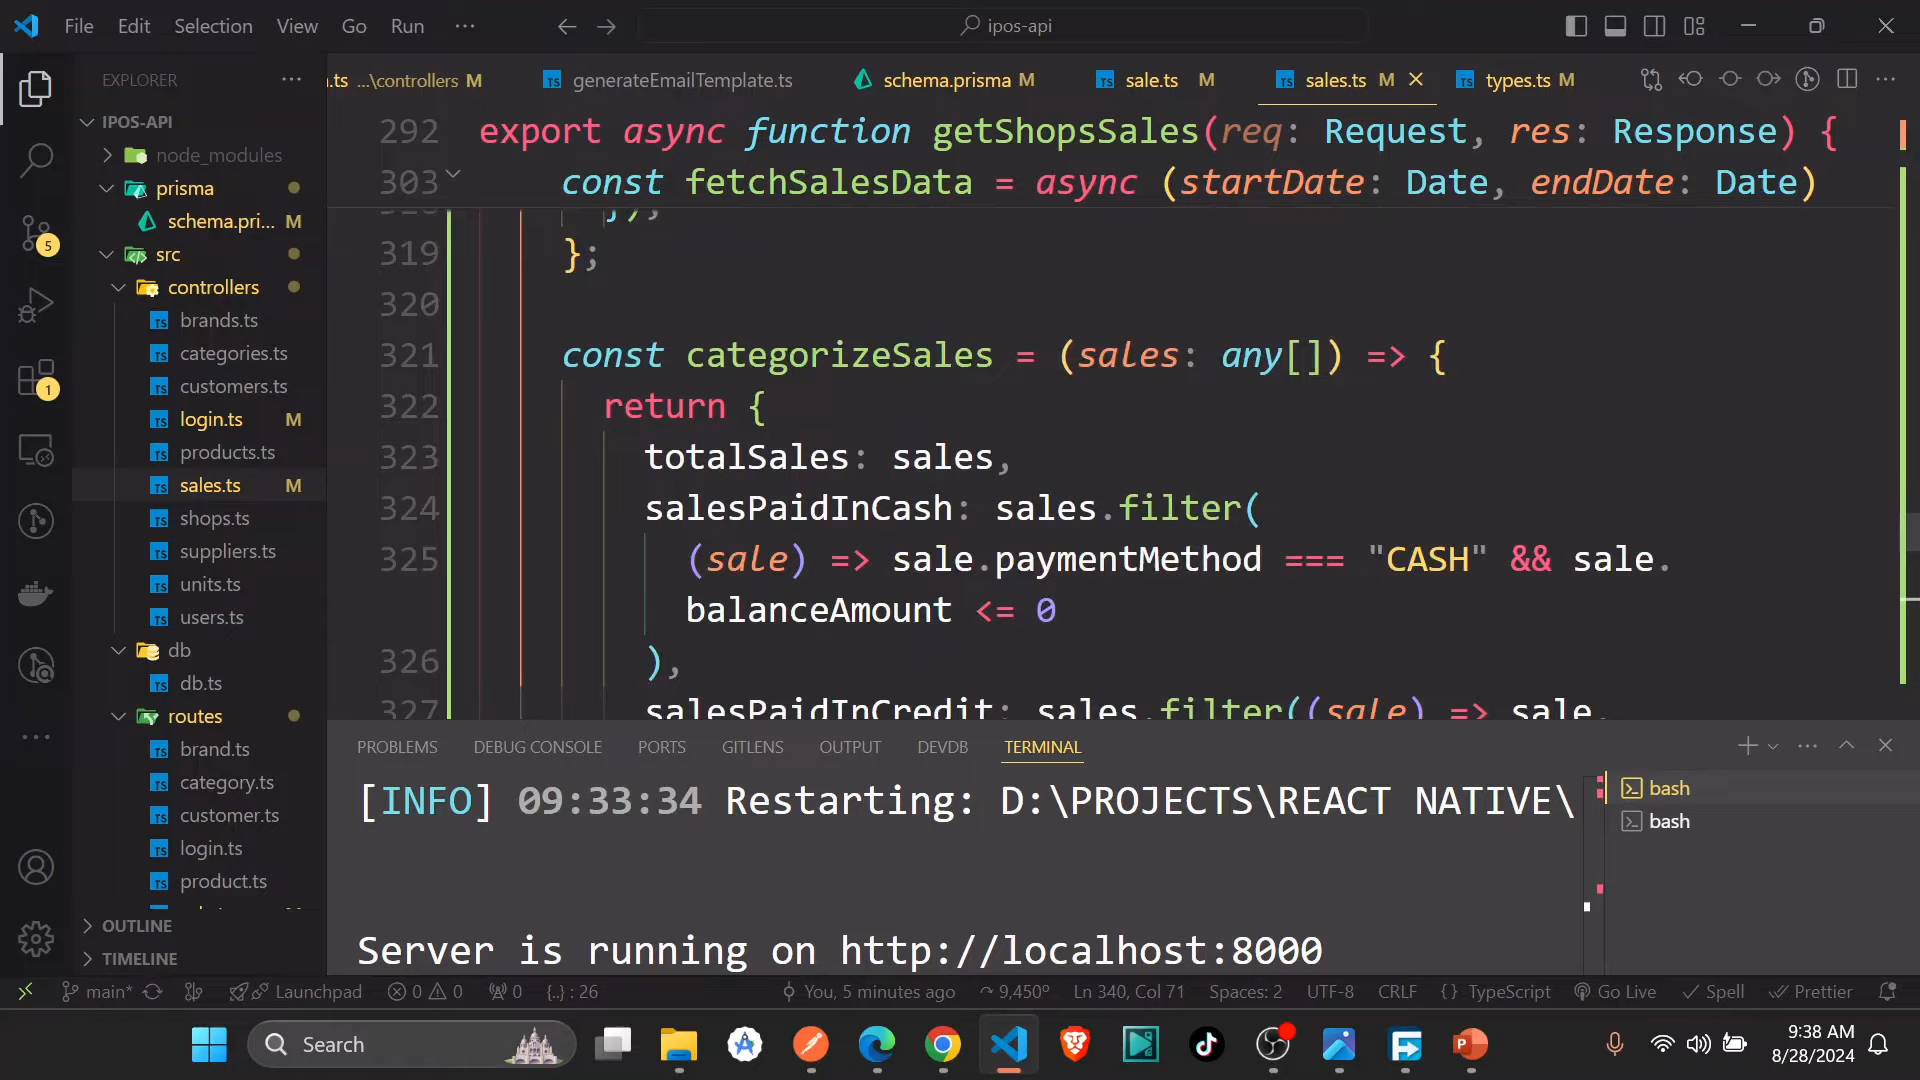 File Edit Selection View Go Run ··· ipos-api
EXPLORER ···
.ts ...\controllers M generateEmailTemplate.ts schema.prisma M sale.ts M sales.ts M types.ts M ···
IPOS-API
node_modules
prisma
schema.pri... M
src
controllers
brands.ts
categories.ts
customers.ts
login.ts M
products.ts
sales.ts M
shops.ts
suppliers.ts
units.ts
users.ts
db
db.ts
routes
brand.ts
category.ts
customer.ts
login.ts
product.ts
OUTLINE
TIMELINE
5
1
292 export async function getShopsSales(req: Request, res: Response) {
303 const fetchSalesData = async (startDate: Date, endDate: Date)
319 };
320
321 const categorizeSales = (sales: any[]) => {
322 return {
323 totalSales: sales,
324 salesPaidInCash: sales.filter(
325 (sale) => sale.paymentMethod === "CASH" && sale.
balanceAmount <= 0
326 ),
327 salesPaidInCredit: sales.filter((sale) => sale.
PROBLEMS DEBUG CONSOLE PORTS GITLENS OUTPUT DEVDB TERMINAL
[INFO] 09:33:34 Restarting: D:\PROJECTS\REACT NATIVE\
Server is running on http://localhost:8000
bash
bash
main* Launchpad 0 0 0 {..} : 26 You, 5 minutes ago 9,450° Ln 340, Col 71 Spaces: 2 UTF-8 CRLF {} TypeScript Go Live Spell Prettier
Search
9:38 AM
8/28/2024